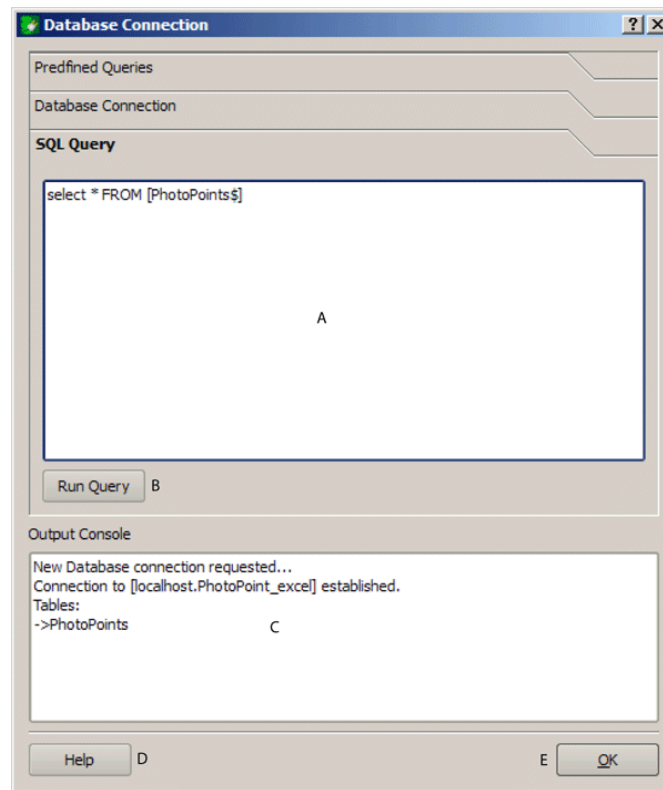 Database Connection
Predfined Queries
Database Connection
SQL Query
select * FROM [PhotoPoints$]
A
Run Query B
Output Console
New Database connection requested...
Connection to [localhost.PhotoPoint_excel] established.
Tables:
->PhotoPoints
C
Help D E OK